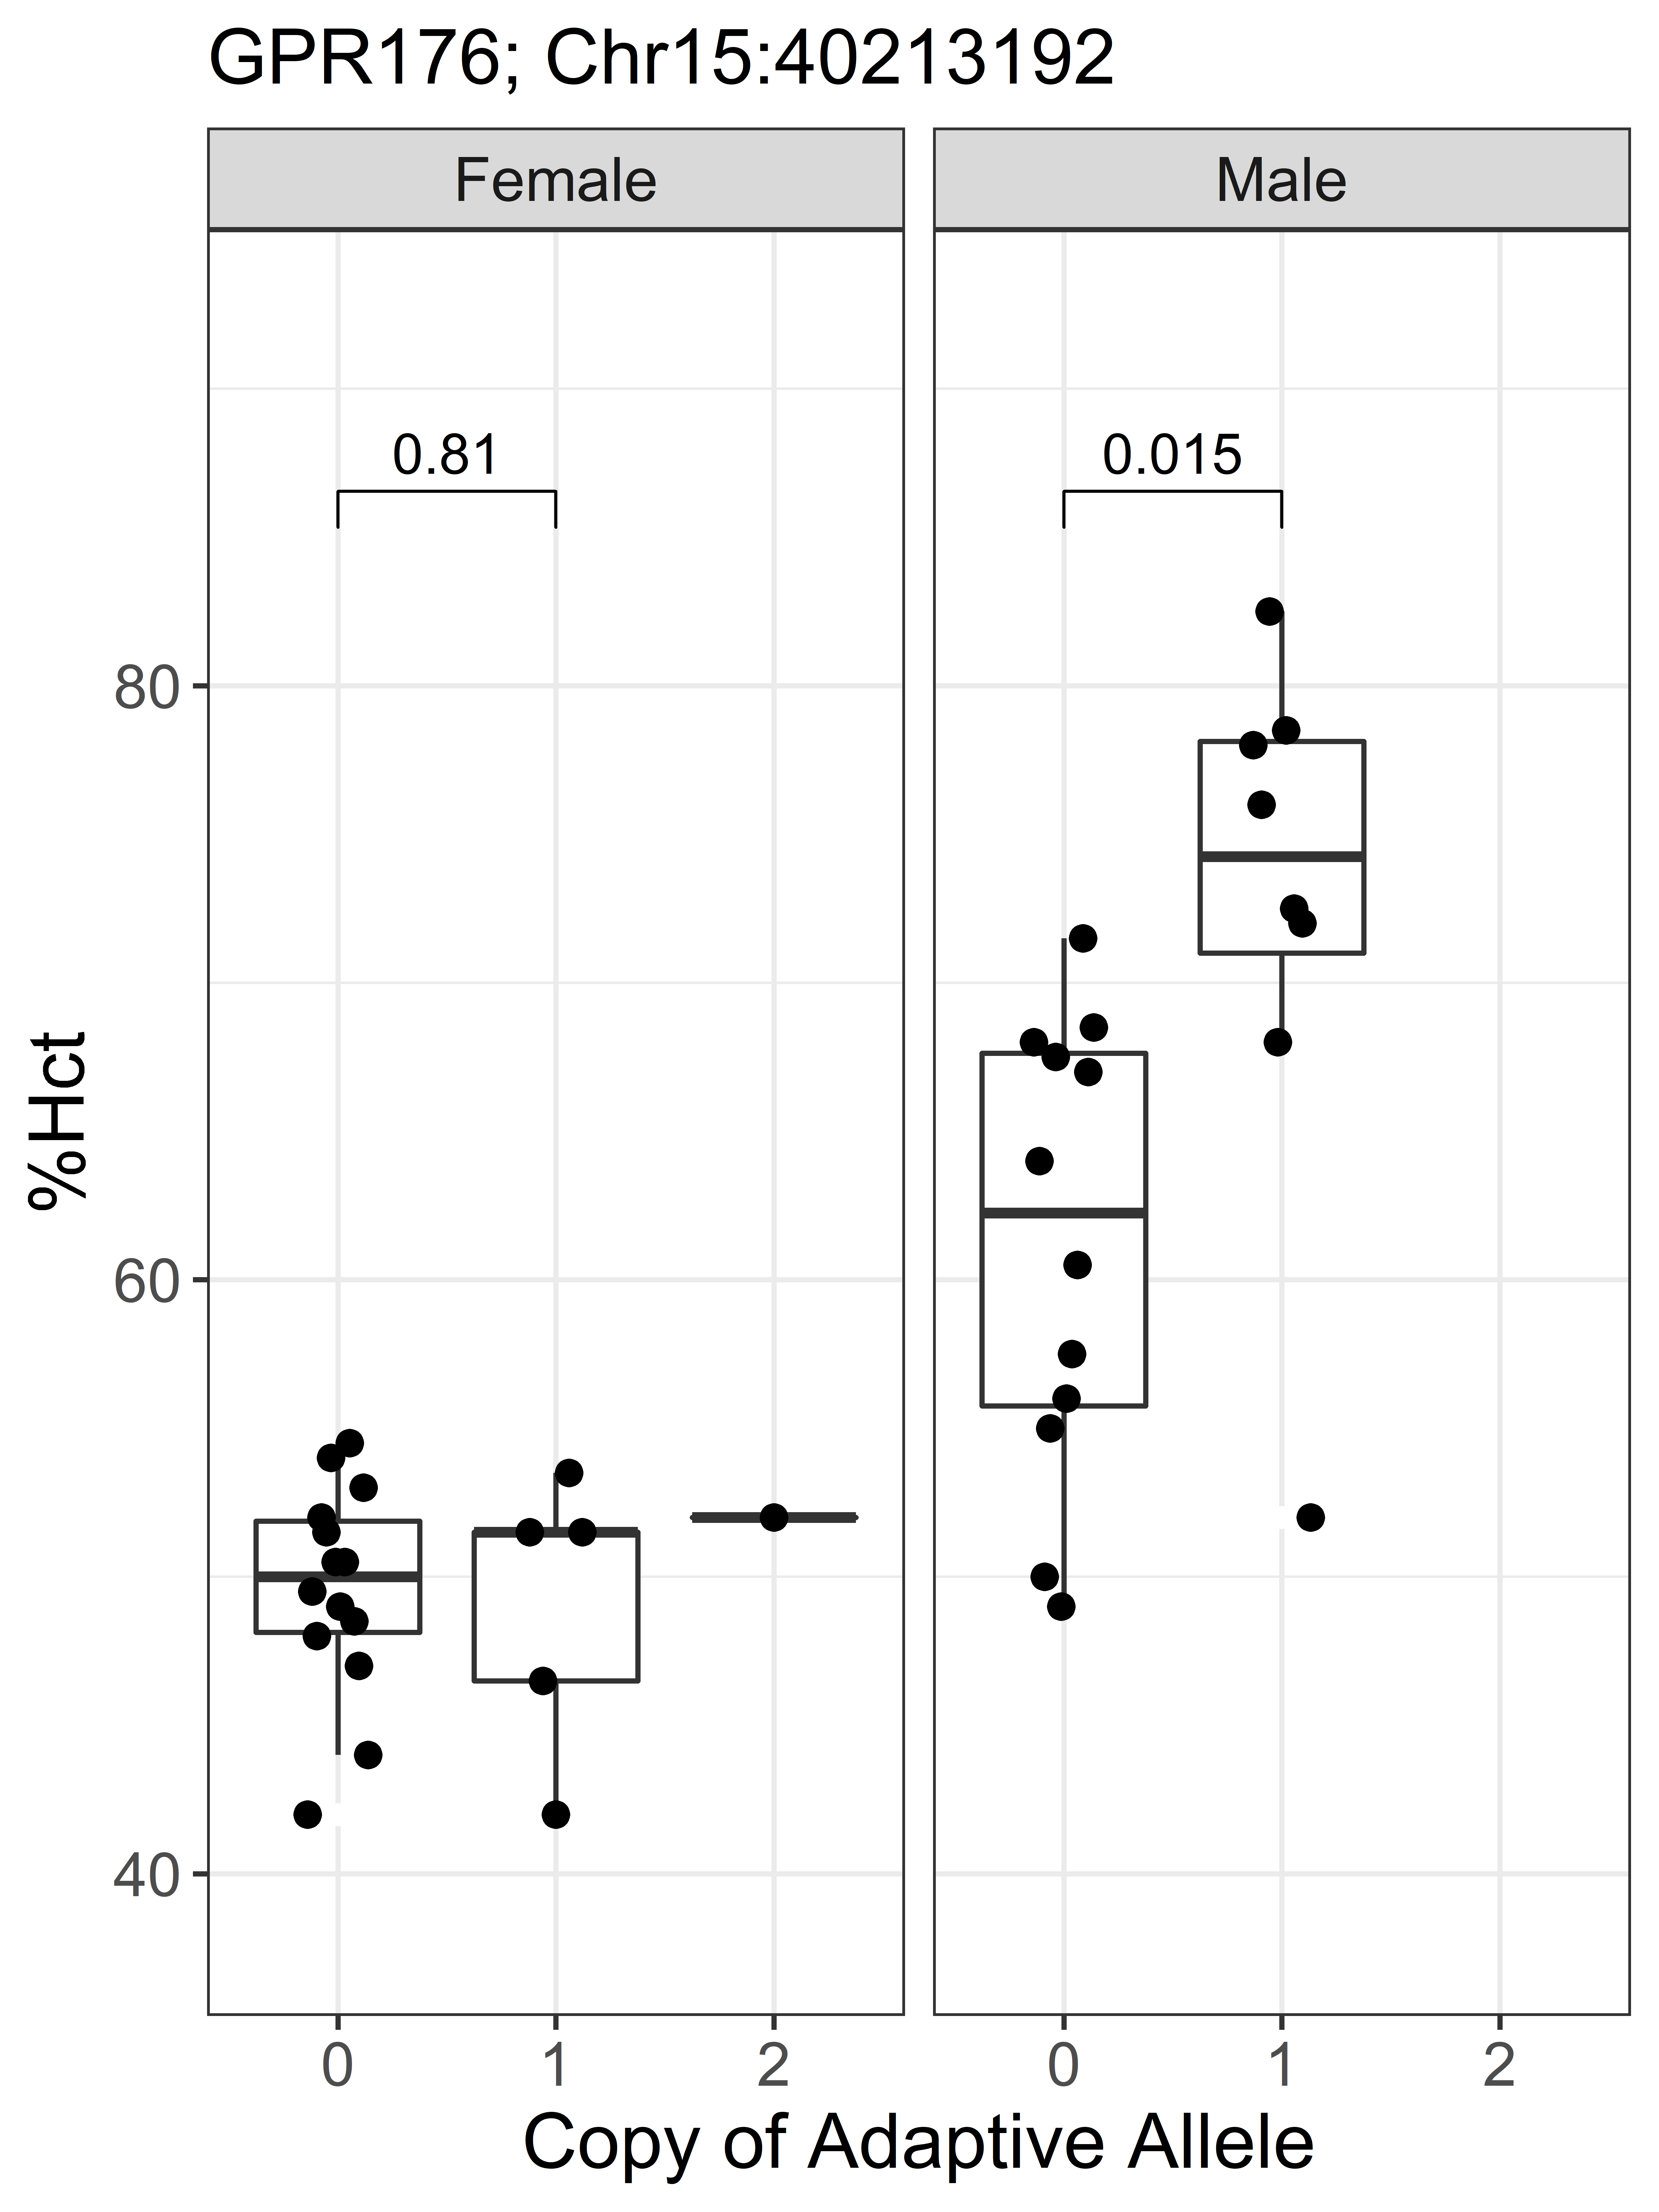 GPR176; Chr15:40213192
Female
Male
0.81
0.015
80
60
40
%Hct
0 1 2
0 1 2
Copy of Adaptive Allele